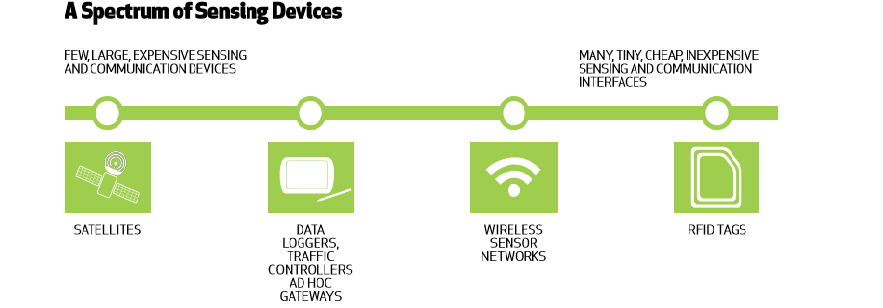 A Spectrum of Sensing Devices
FEW, LARGE, EXPENSIVE SENSING
AND COMMUNICATION DEVICES
MANY, TINY, CHEAP, INEXPENSIVE
SENSING AND COMMUNICATION
INTERFACES
SATELLITES
DATA
LOGGERS,
TRAFFIC
CONTROLLERS
AD HOC
GATEWAYS
WIRELESS
SENSOR
NETWORKS
RFID TAGS